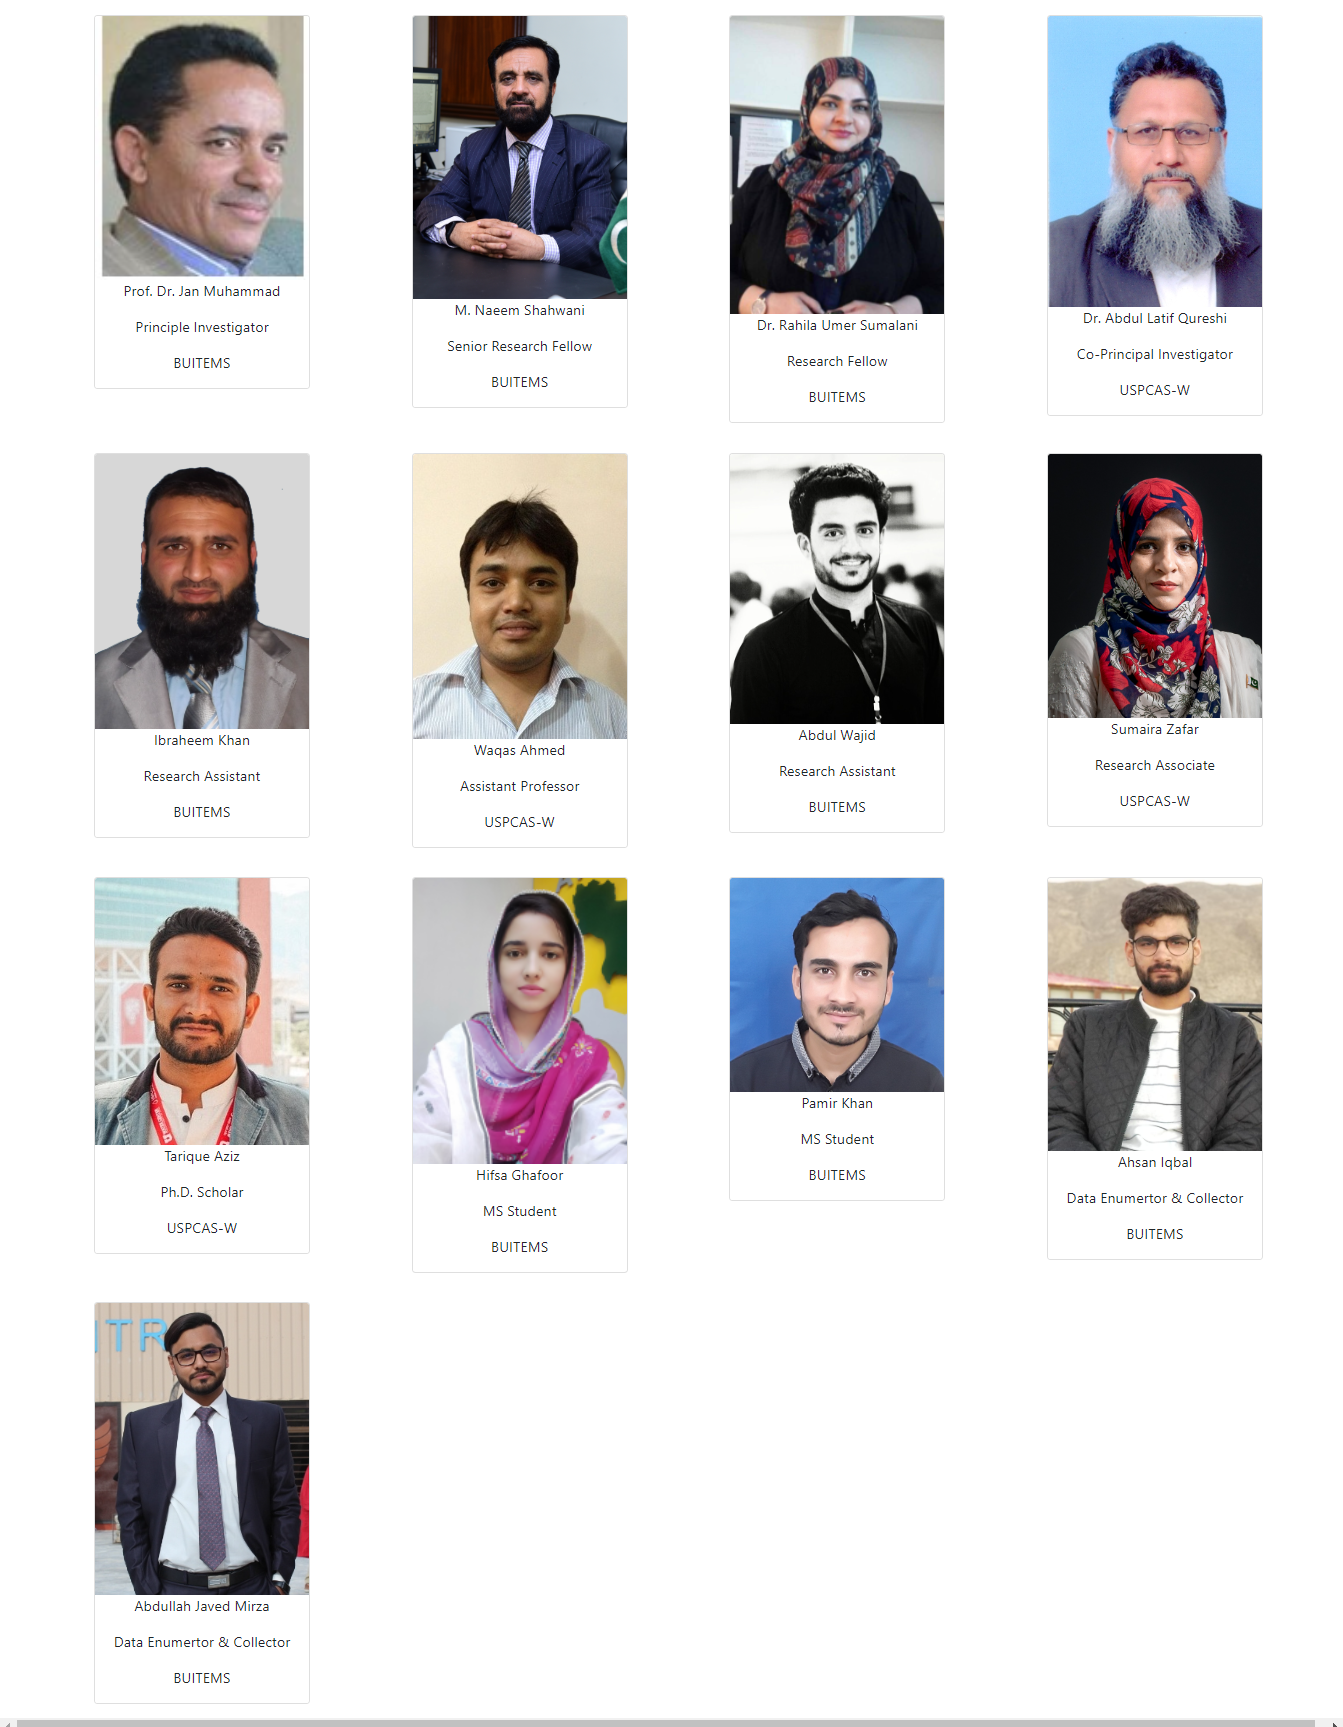 Prof. Dr. Jan Muhammad
Principle Investigator
BUITEMS
M. Naeem Shahwani
Senior Research Fellow
BUITEMS
Dr. Rahila Umer Sumalani
Research Fellow
BUITEMS
Dr. Abdul Latif Qureshi
Co-Principal Investigator
USPCAS-W
Ibraheem Khan
Research Assistant
BUITEMS
Waqas Ahmed
Assistant Professor
USPCAS-W
Abdul Wajid
Research Assistant
BUITEMS
Sumaira Zafar
Research Associate
USPCAS-W
Tarique Aziz
Ph.D. Scholar
USPCAS-W
Hifsa Ghafoor
MS Student
BUITEMS
Pamir Khan
MS Student
BUITEMS
Ahsan Iqbal
Data Enumertor & Collector
BUITEMS
ITR
Abdullah Javed Mirza
Data Enumertor & Collector
BUITEMS